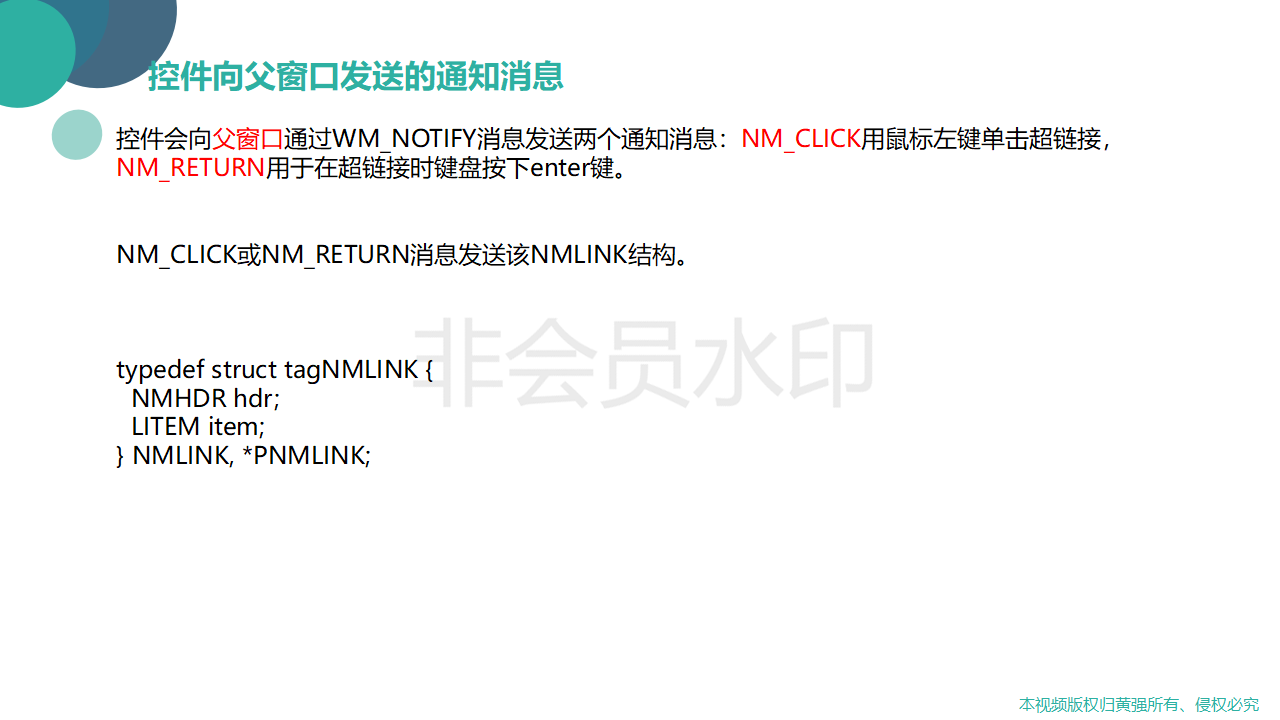 控件向父窗口发送的通知消息
控件会向父窗口通过WM_NOTIFY消息发送两个通知消息：NM_CLICK用鼠标左键单击超链接，
NM_RETURN用于在超链接时键盘按下enter键。
NM_CLICK或NM_RETURN消息发送该NMLINK结构。
非会员水印
typedef struct tagNMLINK {
  NMHDR hdr;
  LITEM item;
} NMLINK, *PNMLINK;
本视频版权归黄强所有、侵权必究